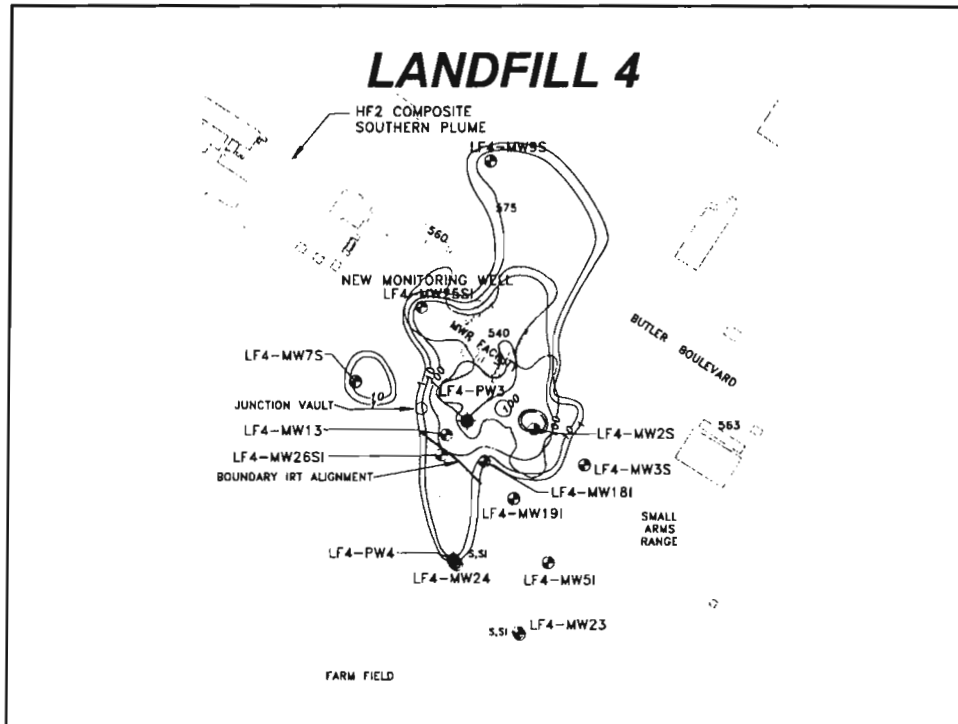 LANDFILL 4
HF2 COMPOSITE
SOUTHERN PLUME
LF4-MW9S
575
560
NEW MONITORING WELL
LF4-MW25SI
540
MWR FACILITY
BUTLER BOULEVARD
LF4-MW7S
LF4-PW3
JUNCTION VAULT
100
10
LF4-MW13
LF4-MW2S
563
LF4-MW26SI
LF4-MW3S
BOUNDARY IRT ALIGNMENT
LF4-MW18I
LF4-MW19I
SMALL
ARMS
RANGE
LF4-PW4
S,SI
LF4-MW24
LF4-MW5I
S,SI
LF4-MW23
FARM FIELD